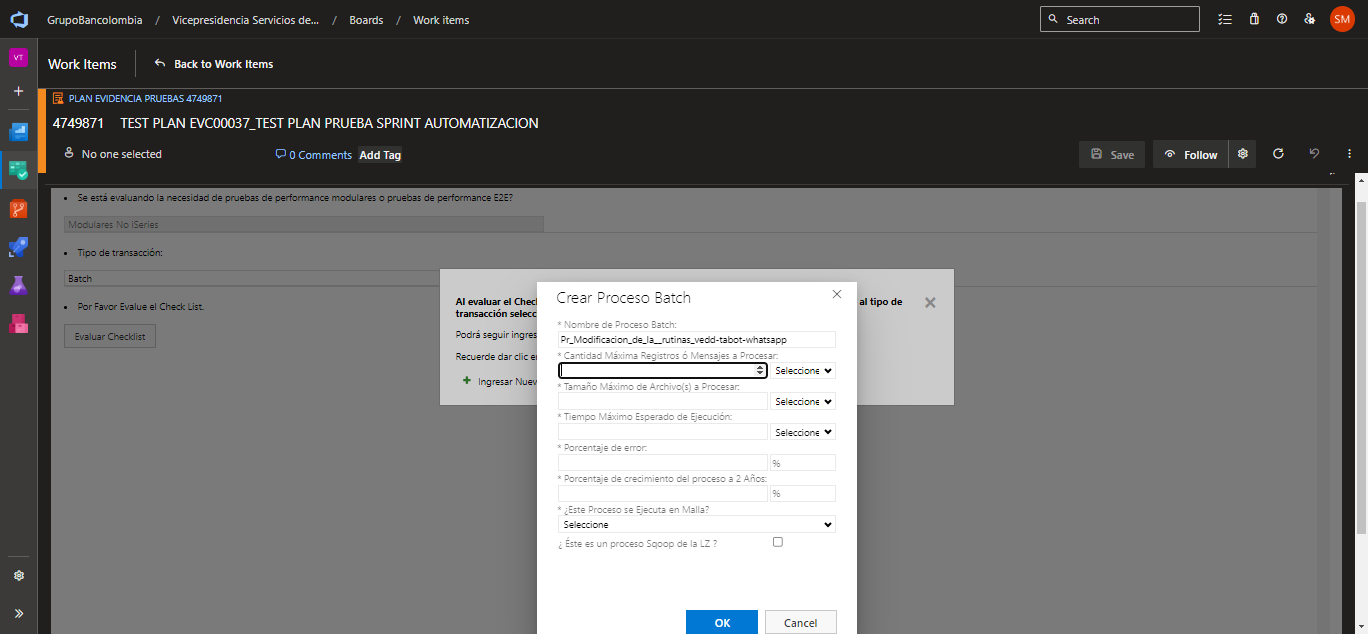 GrupoBancolombia / Vicepresidencia Servicios de... / Boards / Work items
Search
SM
VT
Work Items
Back to Work Items
PLAN EVIDENCIA PRUEBAS 4749871
4749871 TEST PLAN EVC00037_TEST PLAN PRUEBA SPRINT AUTOMATIZACION
No one selected
0 Comments
Add Tag
Save
Follow
Se está evaluando la necesidad de pruebas de performance modulares o pruebas de performance E2E?
Modulares No ISeries
Tipo de transacción:
Batch
Por Favor Evalue el Check List.
Evaluar Checklist
Al evaluar el Chec
al tipo de
transacción selecc
Podrá seguir ingres
Recuerde dar clic e
Ingresar Nuev
Crear Proceso Batch
* Nombre de Proceso Batch:
Pr_Modificacion_de_la__rutinas_vedd-tabot-whatsapp
* Cantidad Máxima Registros ó Mensajes a Procesar:
Seleccione
* Tamaño Máximo de Archivo(s) a Procesar:
Seleccione
* Tiempo Máximo Esperado de Ejecución:
Seleccione
* Porcentaje de error:
%
* Porcentaje de crecimiento del proceso a 2 Años:
%
* ¿Este Proceso se Ejecuta en Malla?
Seleccione
¿ Éste es un proceso Sqoop de la LZ ?
OK
Cancel